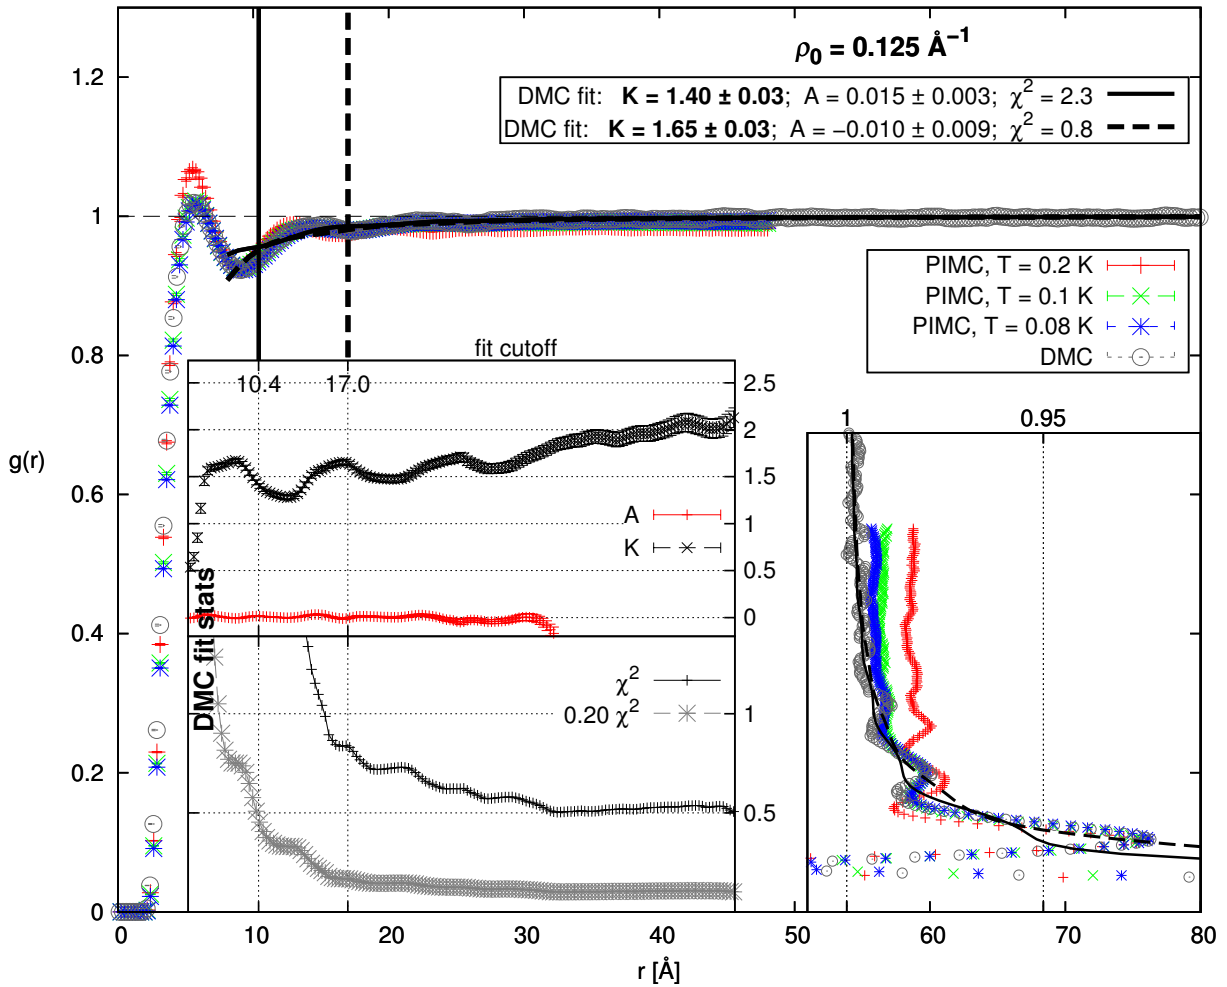 ρ₀ = 0.125 Å⁻¹
DMC fit: K = 1.40 ± 0.03; A = 0.015 ± 0.003; χ² = 2.3
DMC fit: K = 1.65 ± 0.03; A = −0.010 ± 0.009; χ² = 0.8
1.2
1
0.8
0.6
0.4
0.2
0
g(r)
PIMC, T = 0.2 K
PIMC, T = 0.1 K
PIMC, T = 0.08 K
DMC
fit cutoff
10.4
17.0
2.5
2
1.5
1
0.5
0
A
K
DMC fit stats
χ²
0.20 χ²
1
0.5
1
0.95
0
10
20
30
40
50
60
70
80
r [Å]